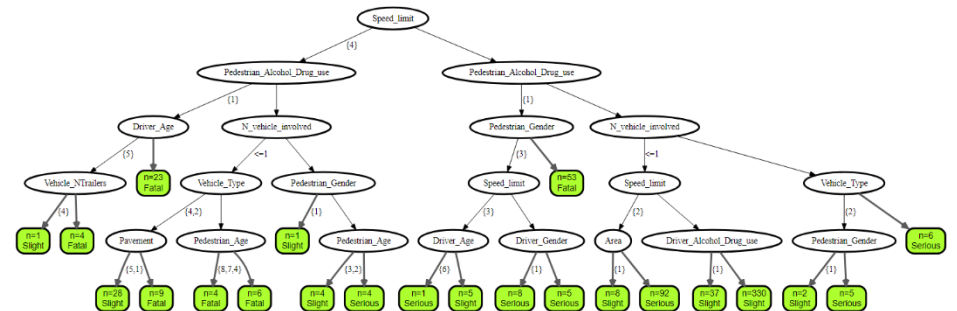 Speed_limit
{4}
Pedestrian_Alcohol_Drug_use
Pedestrian_Alcohol_Drug_use
{1}
{1}
Driver_Age
N_vehicle_involved
Pedestrian_Gender
N_vehicle_involved
{5}
<=1
{3}
<=1
n=23
Fatal
n=53
Fatal
Vehicle_NTrailers
Vehicle_Type
Pedestrian_Gender
Speed_limit
Speed_limit
Vehicle_Type
{4}
{4,2}
{1}
{3}
{2}
{2}
n=1
Slight
n=4
Fatal
Pavement
Pedestrian_Age
n=1
Slight
Pedestrian_Age
Driver_Age
Driver_Gender
Area
Driver_Alcohol_Drug_use
Pedestrian_Gender
n=6
Serious
{5,1}
{8,7,4}
{3,2}
{6}
{1}
{1}
{1}
{1}
n=28
Slight
n=9
Fatal
n=4
Fatal
n=6
Fatal
n=4
Slight
n=4
Serious
n=1
Serious
n=5
Slight
n=8
Serious
n=5
Serious
n=8
Slight
n=92
Serious
n=37
Slight
n=330
Slight
n=2
Slight
n=5
Serious